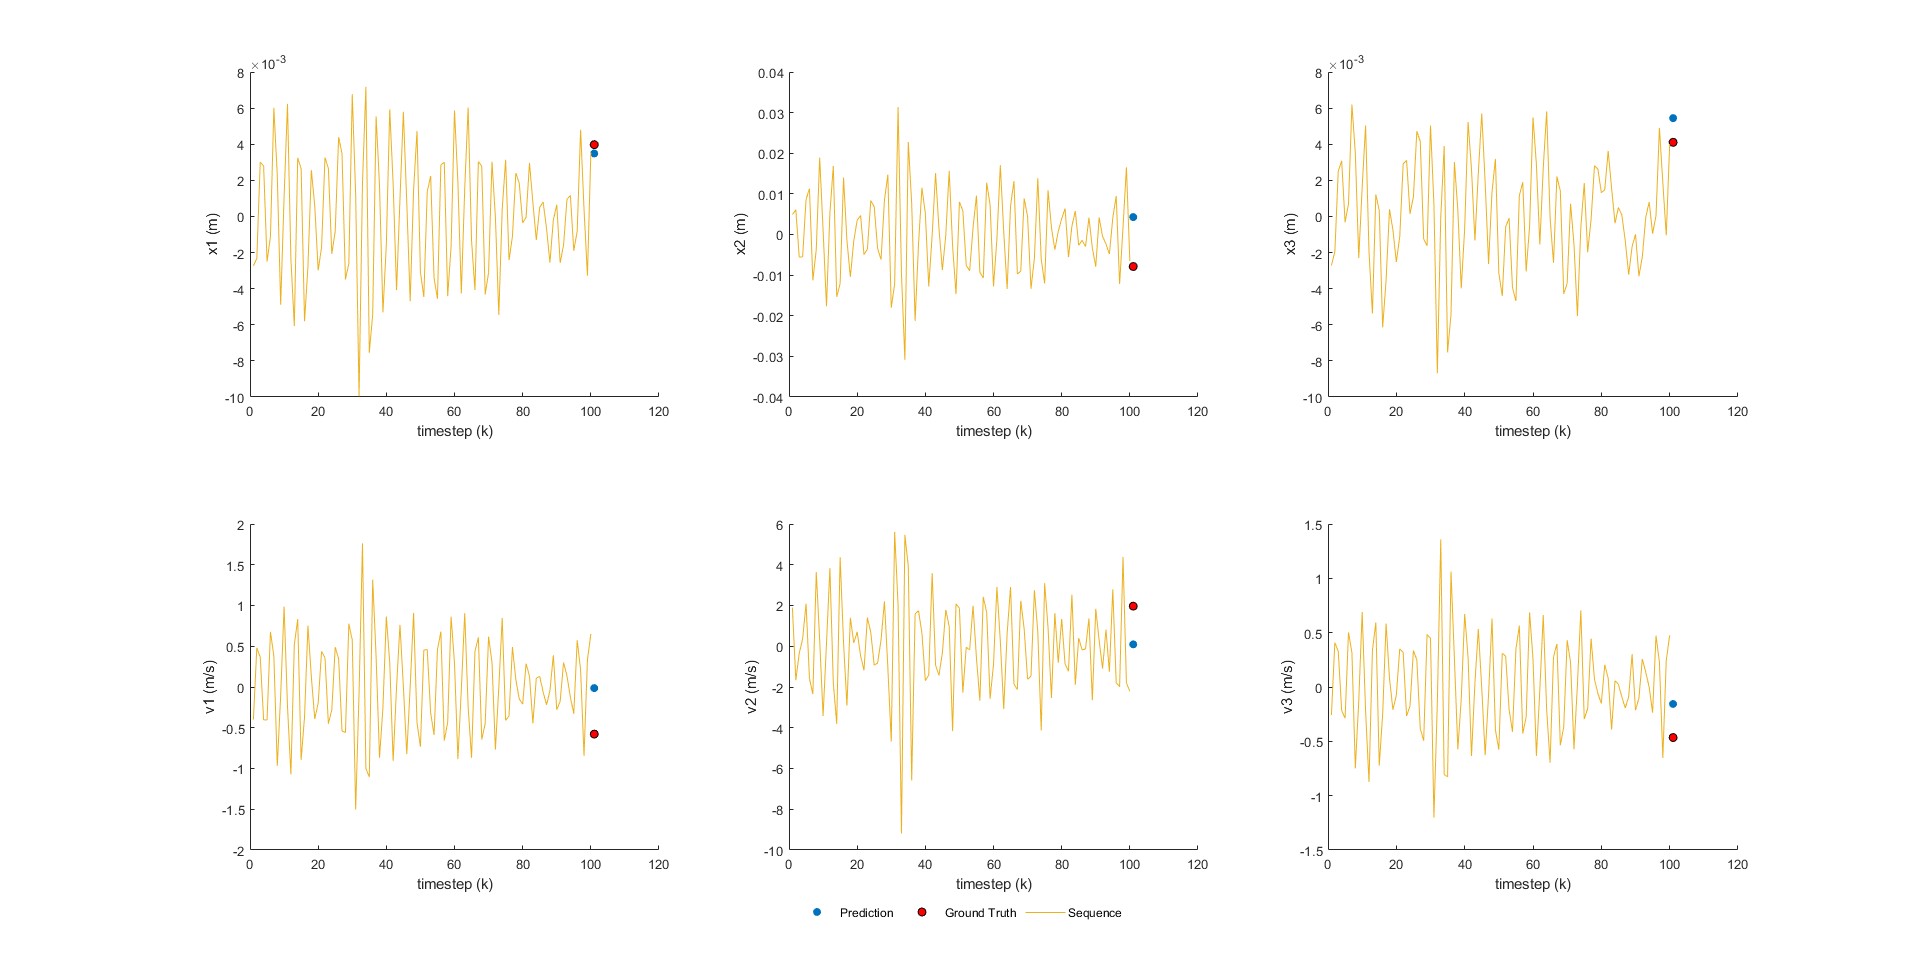 ×10-3
8
6
4
2
0
-2
-4
-6
-8
-10
x1 (m)
0 20 40 60 80 100 120
timestep (k)
0.04
0.03
0.02
0.01
0
-0.01
-0.02
-0.03
-0.04
x2 (m)
0 20 40 60 80 100 120
timestep (k)
×10-3
8
6
4
2
0
-2
-4
-6
-8
-10
x3 (m)
0 20 40 60 80 100 120
timestep (k)
2
1.5
1
0.5
0
-0.5
-1
-1.5
-2
v1 (m/s)
0 20 40 60 80 100 120
timestep (k)
6
4
2
0
-2
-4
-6
-8
-10
v2 (m/s)
0 20 40 60 80 100 120
timestep (k)
1.5
1
0.5
0
-0.5
-1
-1.5
v3 (m/s)
0 20 40 60 80 100 120
timestep (k)
Prediction Ground Truth Sequence